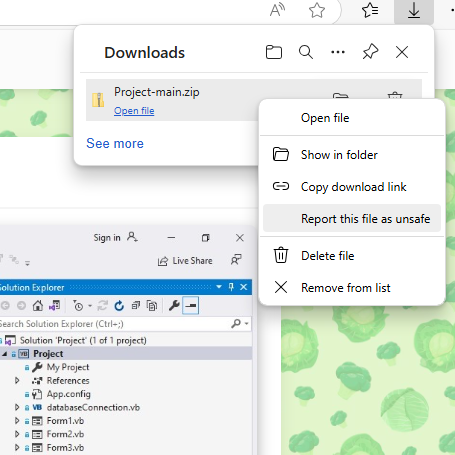 Downloads
Project-main.zip
Open file
See more
Open file
Show in folder
Copy download link
Report this file as unsafe
Delete file
Remove from list
Sign in
Live Share
Solution Explorer
Search Solution Explorer (Ctrl+;)
Solution 'Project' (1 of 1 project)
VB Project
My Project
References
App.config
VB databaseConnection.vb
Form1.vb
Form2.vb
Form3.vb